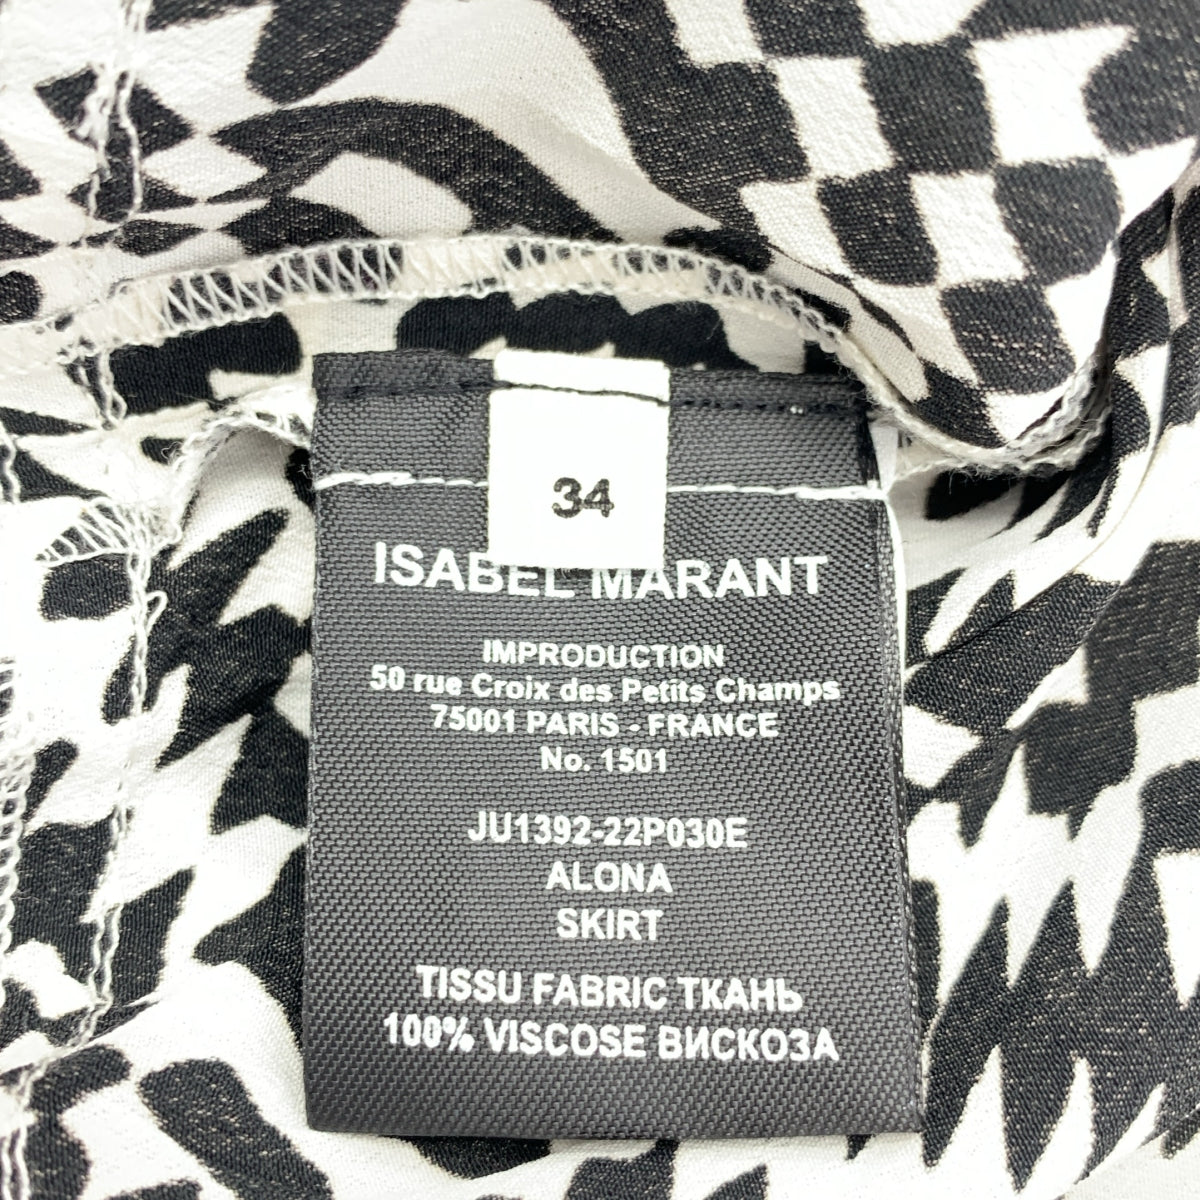 34
ISABEL MARANT
IMPRODUCTION
50 rue Croix des Petits Champs
75001 PARIS - FRANCE
No. 1501
JU1392-22P030E
ALONA
SKIRT
TISSU FABRIC ТКАНЬ
100% VISCOSE ВИСКОЗА